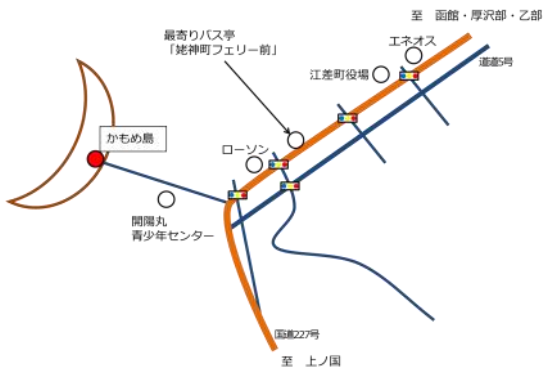 至　函館・厚沢部・乙部
エネオス
最寄りバス亭
「姥神町フェリー前」
道道5号
江差町役場
ローソン
かもめ島
開陽丸
青少年センター
国道227号
至　上ノ国